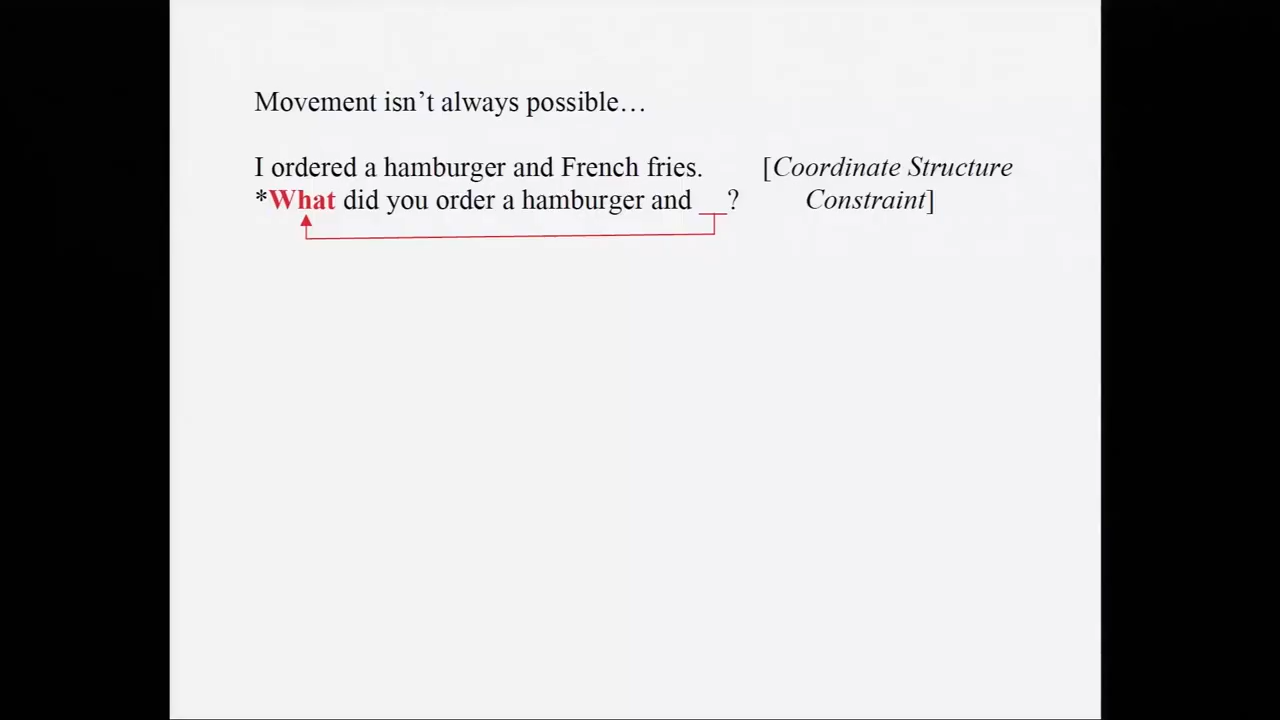 Movement isn’t always possible…
I ordered a hamburger and French fries. [Coordinate Structure
*What did you order a hamburger and __? Constraint]